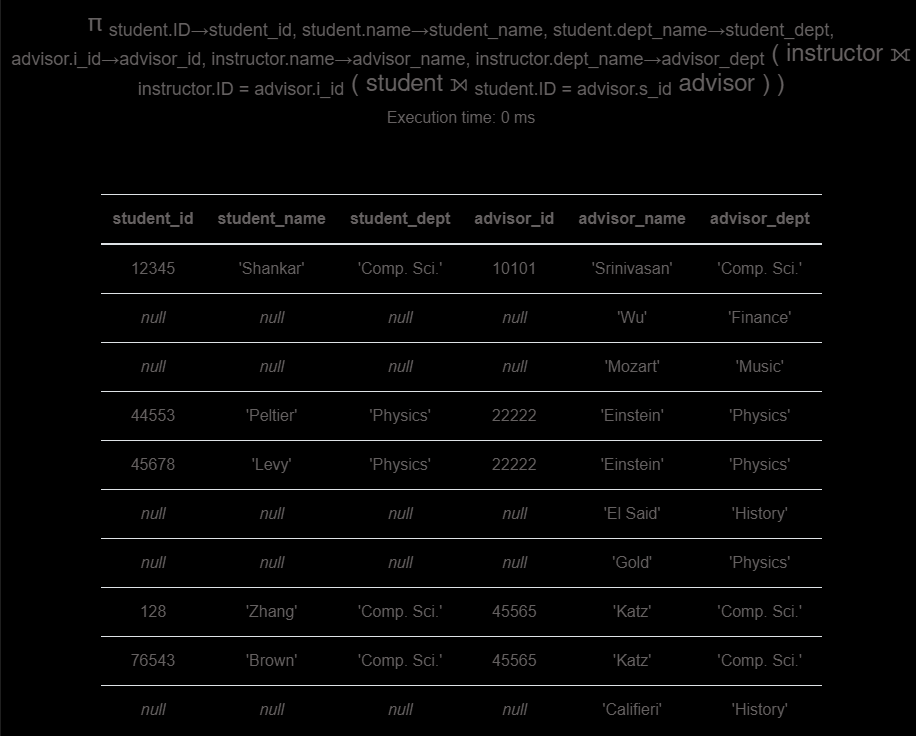 π student.ID→student_id, student.name→student_name, student.dept_name→student_dept,
advisor.i_id→advisor_id, instructor.name→advisor_name, instructor.dept_name→advisor_dept ( instructor ⟕
instructor.ID = advisor.i_id ( student ⟕ student.ID = advisor.s_id advisor ) )
Execution time: 0 ms
student_id student_name student_dept advisor_id advisor_name advisor_dept
12345 'Shankar' 'Comp. Sci.' 10101 'Srinivasan' 'Comp. Sci.'
null null null null 'Wu' 'Finance'
null null null null 'Mozart' 'Music'
44553 'Peltier' 'Physics' 22222 'Einstein' 'Physics'
45678 'Levy' 'Physics' 22222 'Einstein' 'Physics'
null null null null 'El Said' 'History'
null null null null 'Gold' 'Physics'
128 'Zhang' 'Comp. Sci.' 45565 'Katz' 'Comp. Sci.'
76543 'Brown' 'Comp. Sci.' 45565 'Katz' 'Comp. Sci.'
null null null null 'Califieri' 'History'